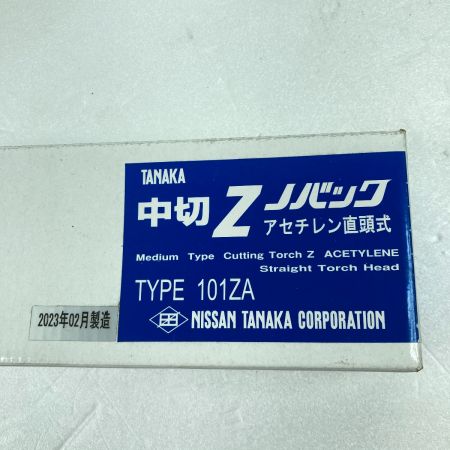 TANAKA
中切 Z ノバック
アセチレン直頭式
Medium Type Cutting Torch Z ACETYLENE
Straight Torch Head
TYPE 101ZA
NISSAN TANAKA CORPORATION
2023年02月製造